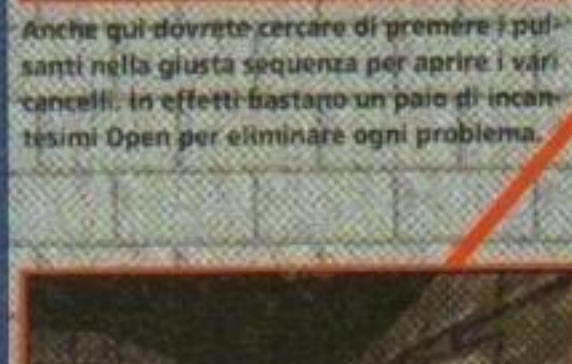 Anche qui dovrete cercare di premere i pul-
santi nella giusta sequenza per aprire i vari
cancelli. In effetti bastano un paio di incan-
tesimi Open per eliminare ogni problema.